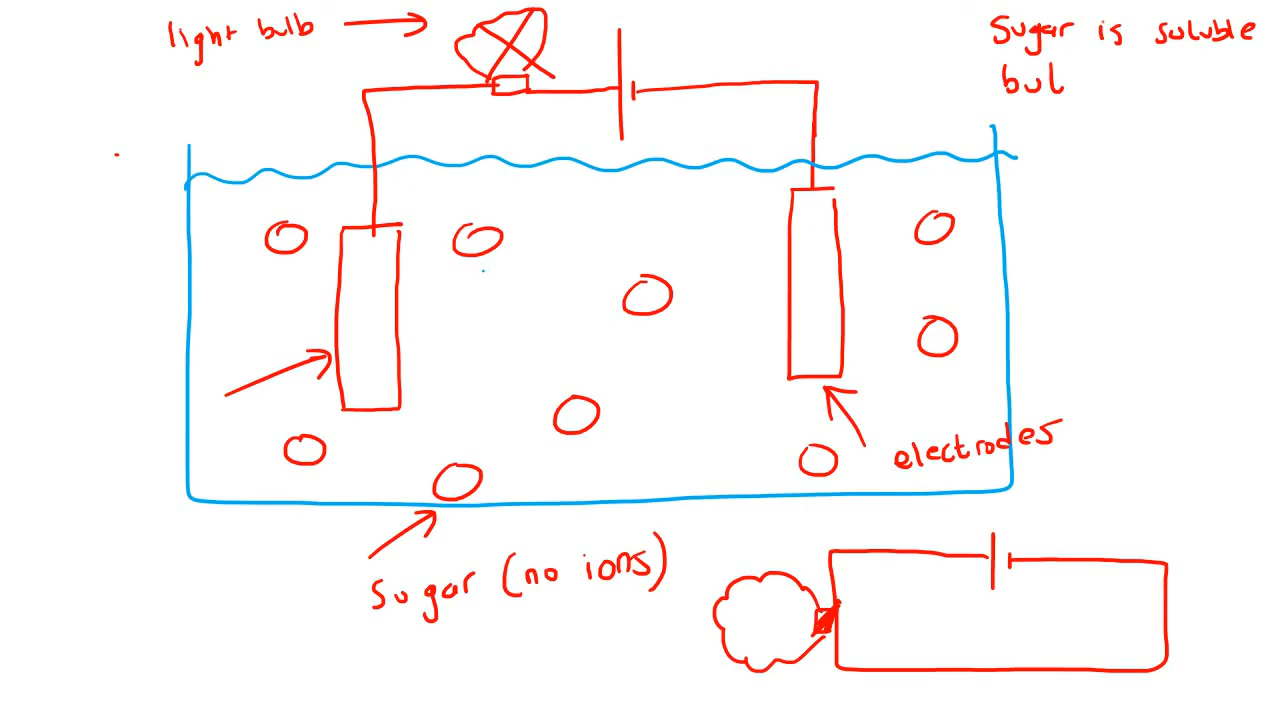 light bulb
Sugar is soluble
but
electrodes
Sugar (no ions)